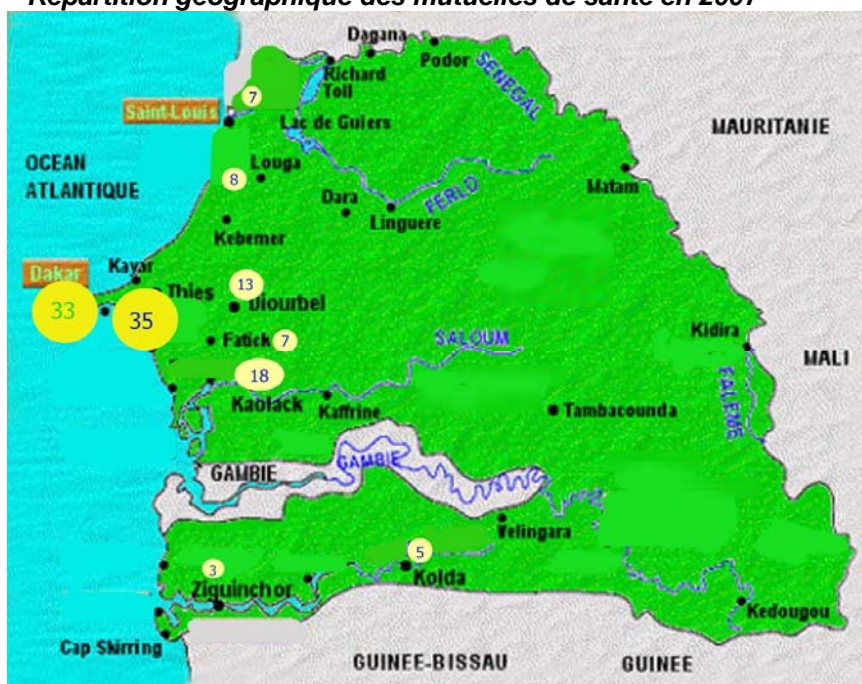 Répartition géographique des mutuelles de santé en 2007
Dagana
Podor
Richard
Toll
SENEGAL
7
Saint-Louis
Lac de Guiers
MAURITANIE
OCEAN
ATLANTIQUE
Louga
8
Matam
Dara
FERLO
Linguere
Kebemer
Kayar
Dakar
Thies
13
Diourbel
33
35
Fatick
7
SALOUM
Kidira
MALI
18
Kaolack
Kaffrine
Tambacounda
FALEME
GAMBIE
GAMBIE
Velingara
5
Kolda
3
Ziguinchor
Kedougou
Cap Skirring
GUINEE-BISSAU
GUINEE